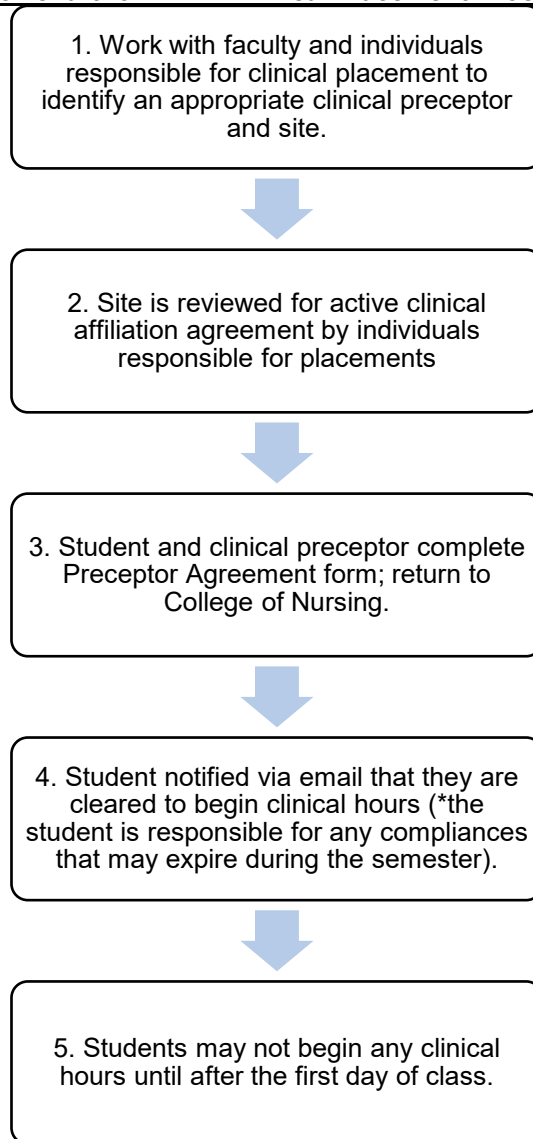 1. Work with faculty and individuals
responsible for clinical placement to
identify an appropriate clinical preceptor
and site.
2. Site is reviewed for active clinical
affiliation agreement by individuals
responsible for placements
3. Student and clinical preceptor complete
Preceptor Agreement form; return to
College of Nursing.
4. Student notified via email that they are
cleared to begin clinical hours (*the
student is responsible for any compliances
that may expire during the semester).
5. Students may not begin any clinical
hours until after the first day of class.